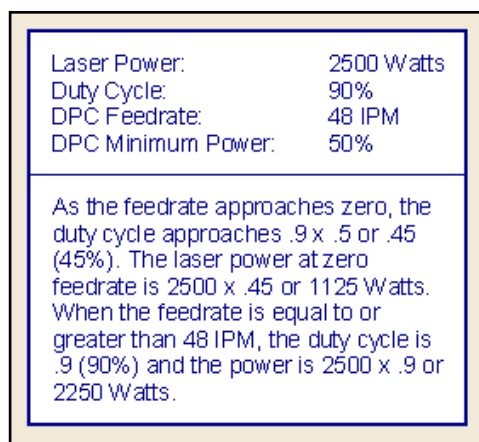 Laser Power: 2500 Watts
Duty Cycle: 90%
DPC Feedrate: 48 IPM
DPC Minimum Power: 50%
As the feedrate approaches zero, the
duty cycle approaches .9 x .5 or .45
(45%). The laser power at zero
feedrate is 2500 x .45 or 1125 Watts.
When the feedrate is equal to or
greater than 48 IPM, the duty cycle is
.9 (90%) and the power is 2500 x .9 or
2250 Watts.